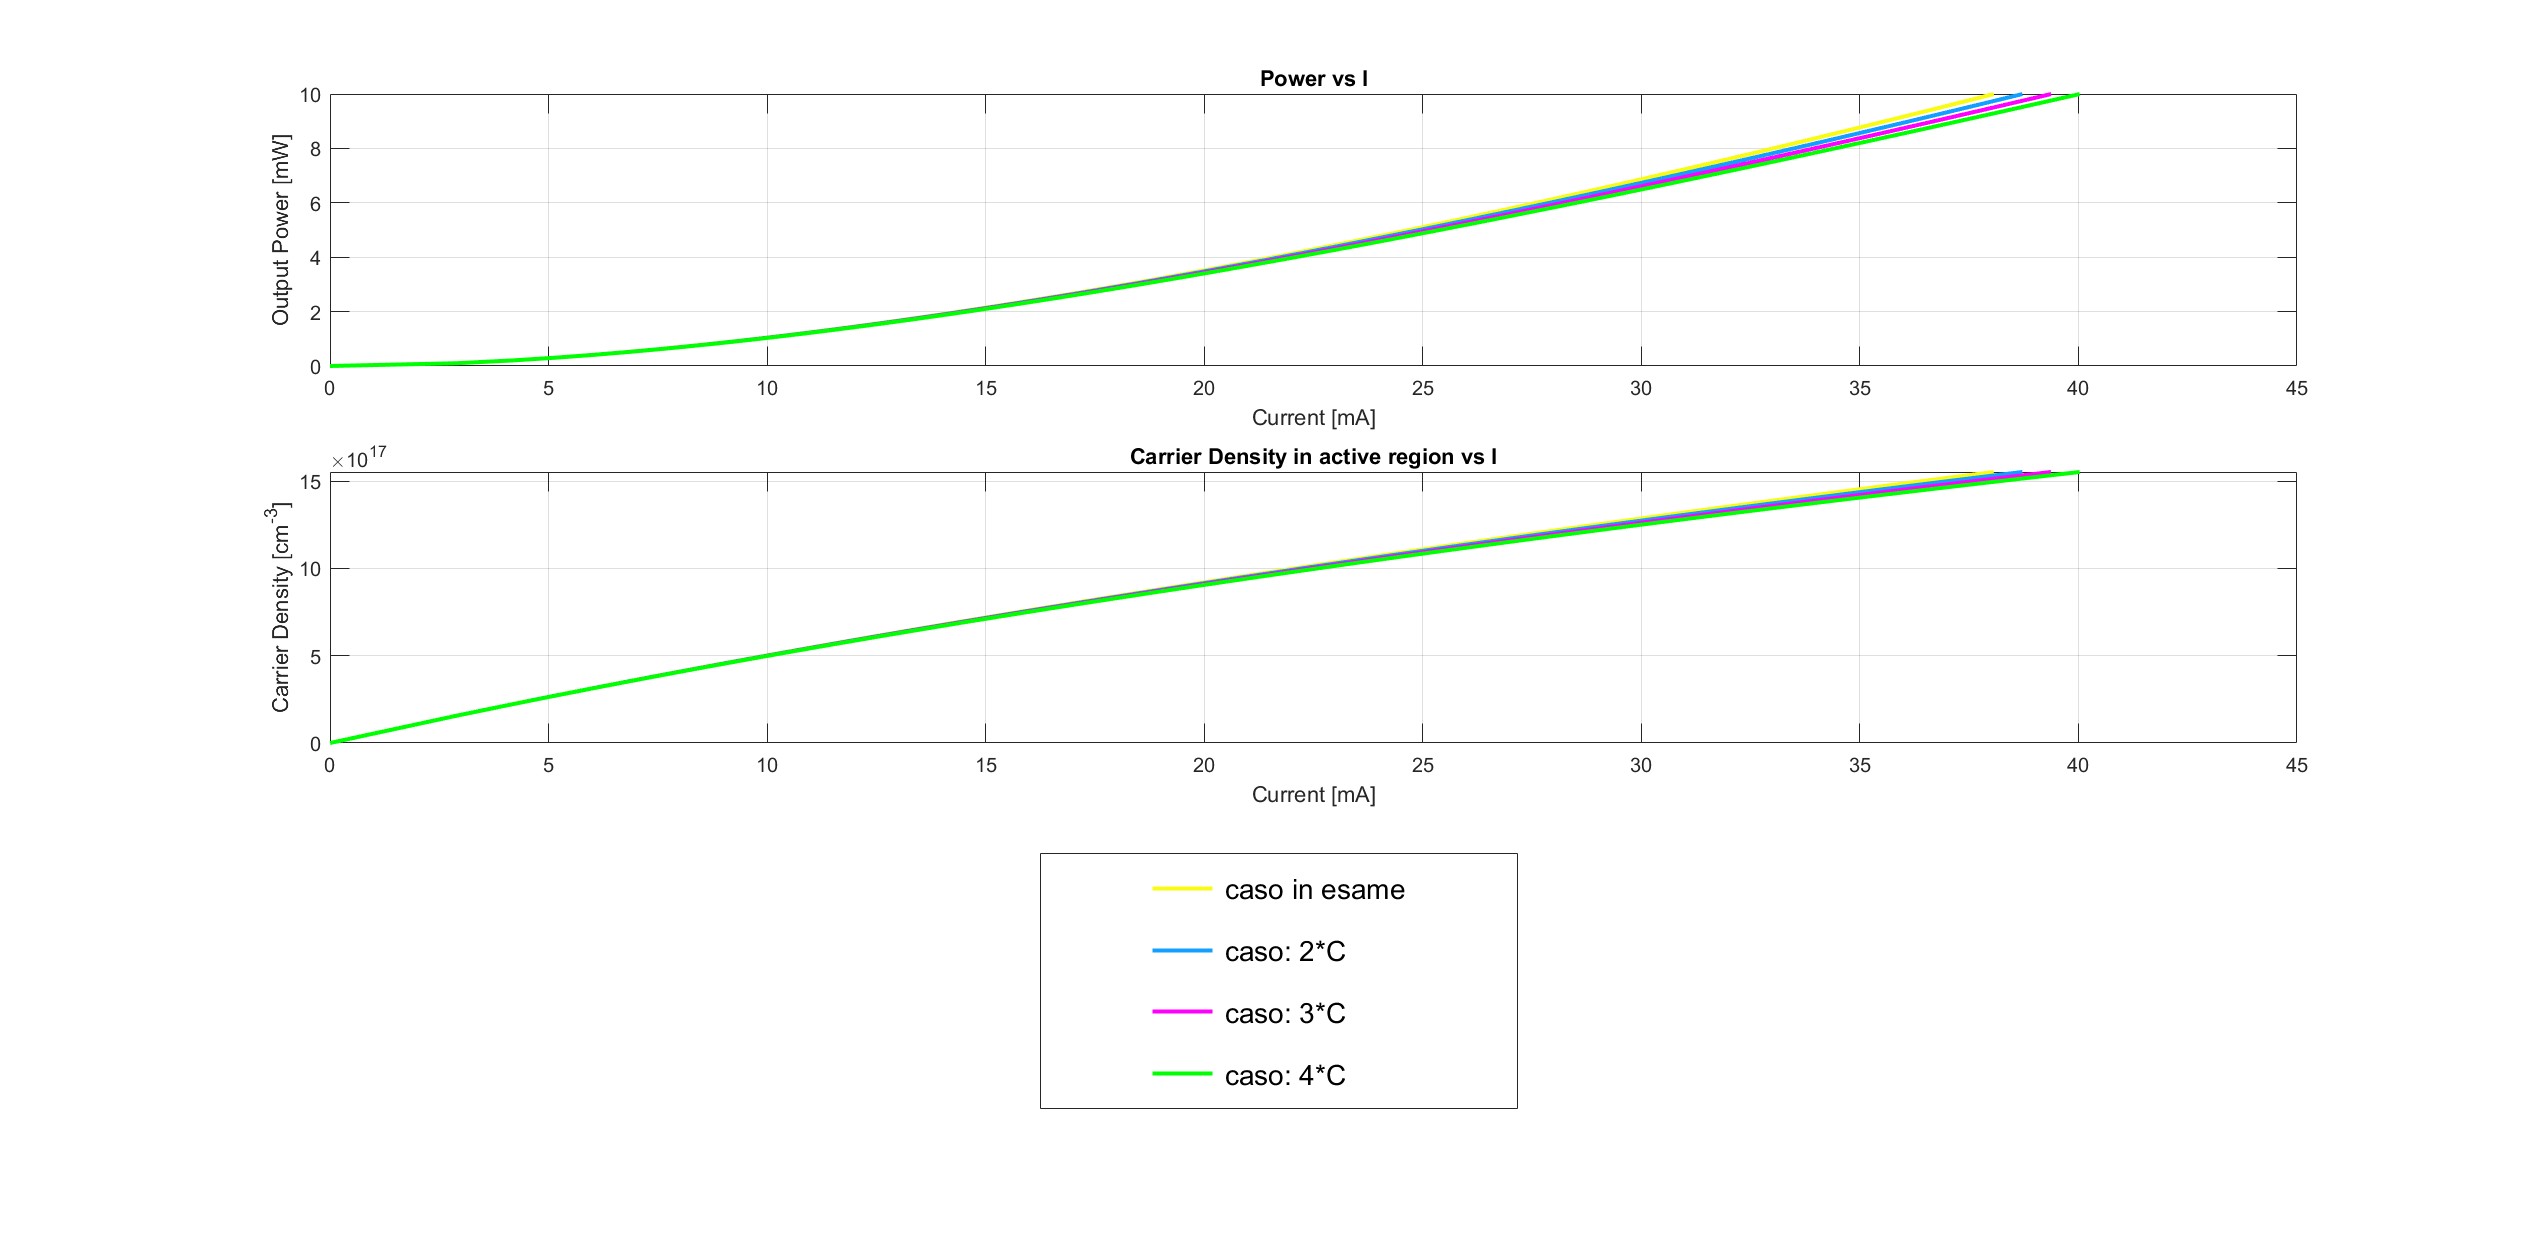 Power vs I
Output Power [mW]
10
8
6
4
2
0
0 5 10 15 20 25 30 35 40 45
Current [mA]
×10^17
Carrier Density in active region vs I
Carrier Density [cm^-3]
15
10
5
0
0 5 10 15 20 25 30 35 40 45
Current [mA]
caso in esame
caso: 2*C
caso: 3*C
caso: 4*C